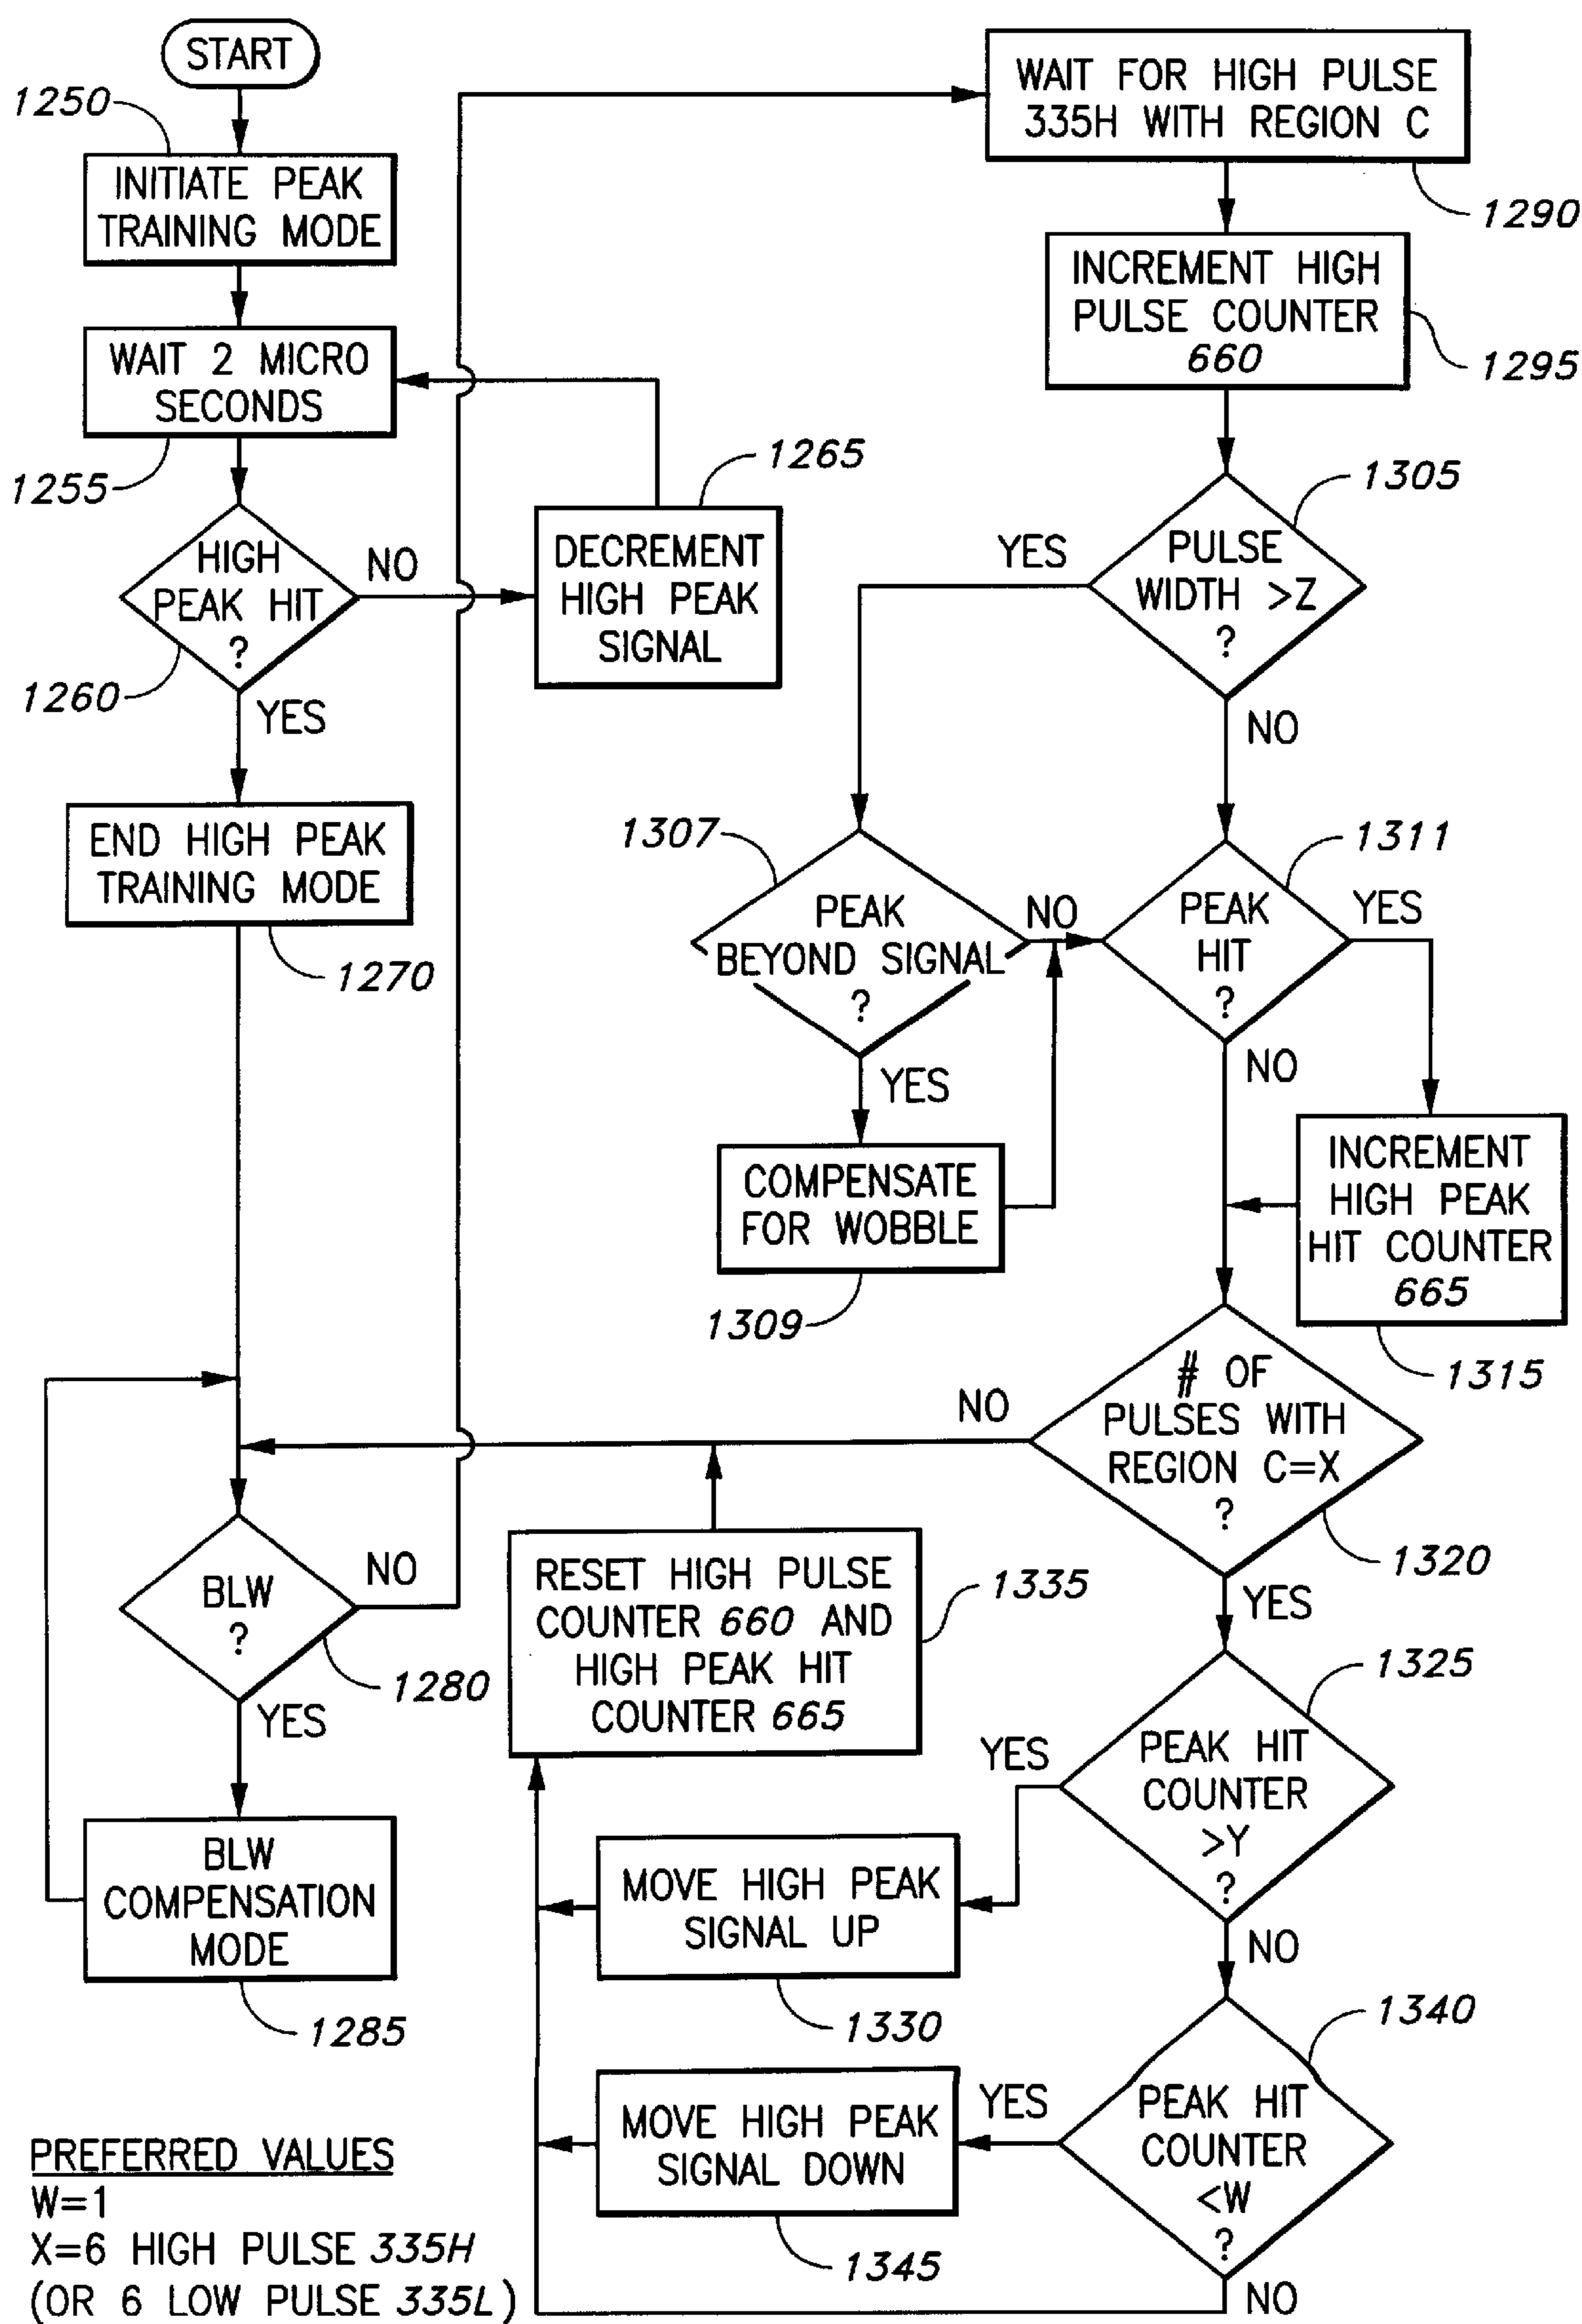 START
1250
INITIATE PEAK
TRAINING MODE
WAIT 2 MICRO
SECONDS
1255
HIGH
PEAK HIT
?
1260
NO
YES
1265
DECREMENT
HIGH PEAK
SIGNAL
END HIGH PEAK
TRAINING MODE
1270
BLW
?
NO
1280
YES
BLW
COMPENSATION
MODE
1285
WAIT FOR HIGH PULSE
335H WITH REGION C
1290
INCREMENT HIGH
PULSE COUNTER
660
1295
1305
YES
PULSE
WIDTH >Z
?
NO
1307
PEAK
BEYOND SIGNAL
?
NO
YES
COMPENSATE
FOR WOBBLE
1309
1311
PEAK
HIT
?
YES
NO
INCREMENT
HIGH PEAK
HIT COUNTER
665
1315
# OF
PULSES WITH
REGION C=X
?
NO
1320
YES
RESET HIGH PULSE
COUNTER 660 AND
HIGH PEAK HIT
COUNTER 665
1335
1325
PEAK HIT
COUNTER
>Y
?
YES
NO
MOVE HIGH PEAK
SIGNAL UP
1330
1340
PEAK HIT
COUNTER
<W
?
YES
NO
MOVE HIGH PEAK
SIGNAL DOWN
1345
PREFERRED VALUES
W=1
X=6 HIGH PULSE 335H
(OR 6 LOW PULSE 335L)